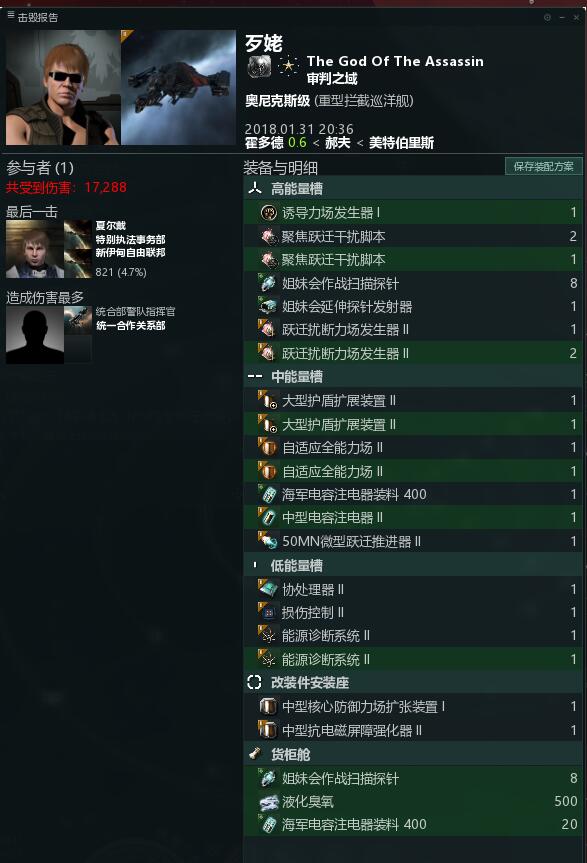 击毁报告
歹姥
The God Of The Assassin
审判之域
奥尼克斯级 (重型拦截巡洋舰)
2018.01.31 20:36
霍多德 0.6 < 郝夫 < 美特伯里斯
参与者 (1)
共受到伤害：17,288
最后一击
夏尔戴
特别执法事务部
新伊甸自由联邦
821 (4.7%)
造成伤害最多
统合部警队指挥官
统一合作关系部
装备与明细
保存装配方案
高能量槽
诱导力场发生器 I 1
聚焦跃迁干扰脚本 2
聚焦跃迁干扰脚本 1
姐妹会作战扫描探针 8
姐妹会延伸探针发射器 1
跃迁扰断力场发生器 II 1
跃迁扰断力场发生器 II 2
中能量槽
大型护盾扩展装置 II 1
大型护盾扩展装置 II 1
自适应全能力场 II 1
自适应全能力场 II 1
海军电容注电器装料 400 1
中型电容注电器 II 1
50MN微型跃迁推进器 II 1
低能量槽
协处理器 II 1
损伤控制 II 1
能源诊断系统 II 1
能源诊断系统 II 1
改装件安装座
中型核心防御力场扩张装置 I 1
中型抗电磁屏障强化器 II 1
货柜舱
姐妹会作战扫描探针 8
液化臭氧 500
海军电容注电器装料 400 20